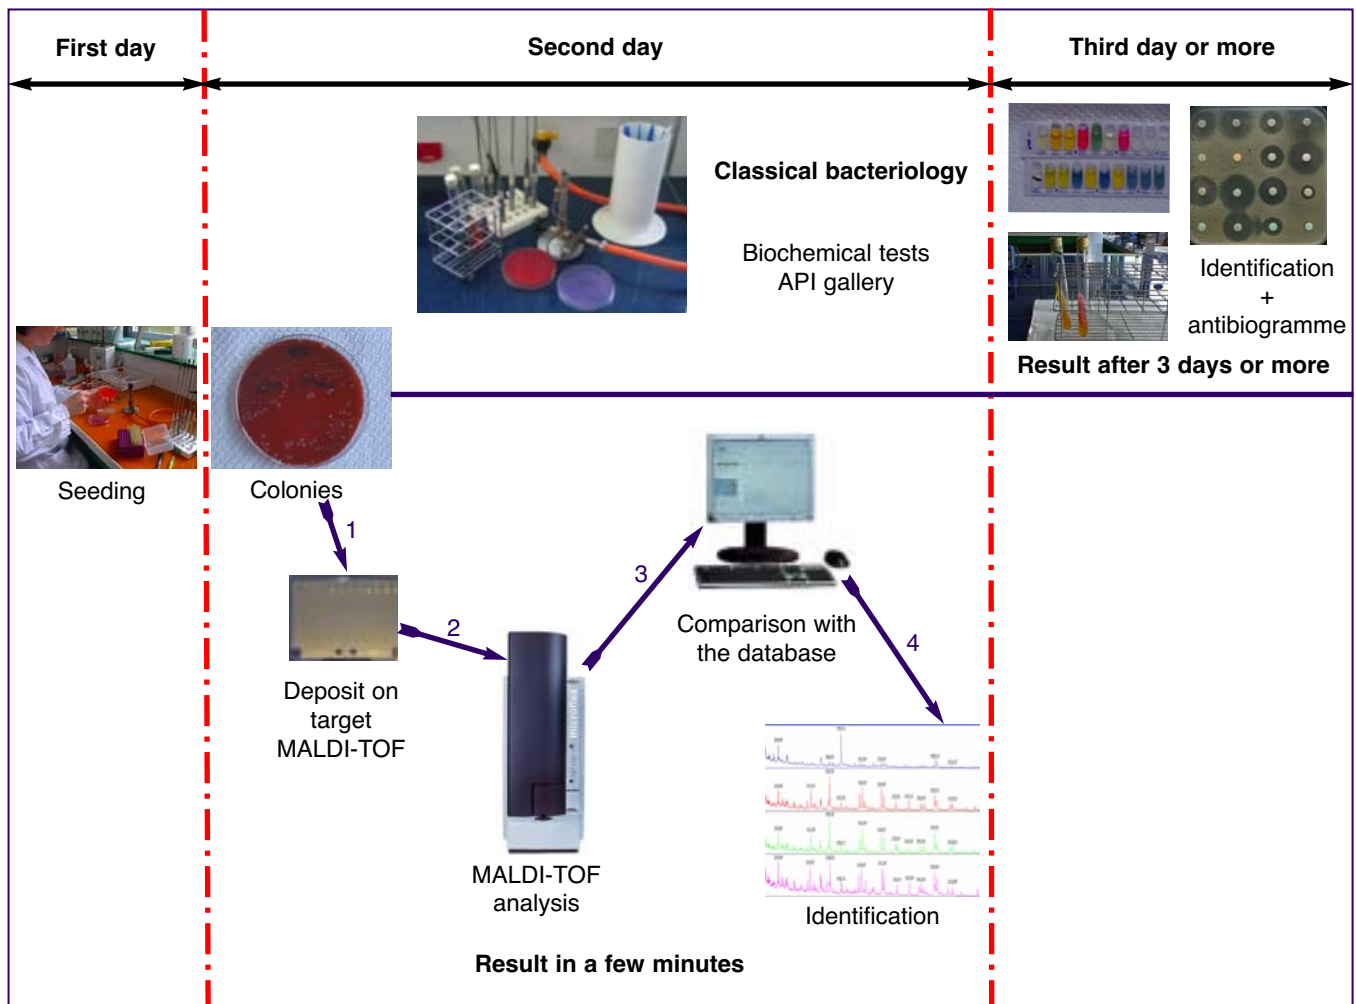 First day
Second day
Third day or more
Classical bacteriology
Biochemical tests
API gallery
Identification
+
antibiogramme
Result after 3 days or more
Seeding
Colonies
1
2
3
4
Deposit on
target
MALDI-TOF
microflex
MALDI-TOF
analysis
Comparison with
the database
Identification
Result in a few minutes